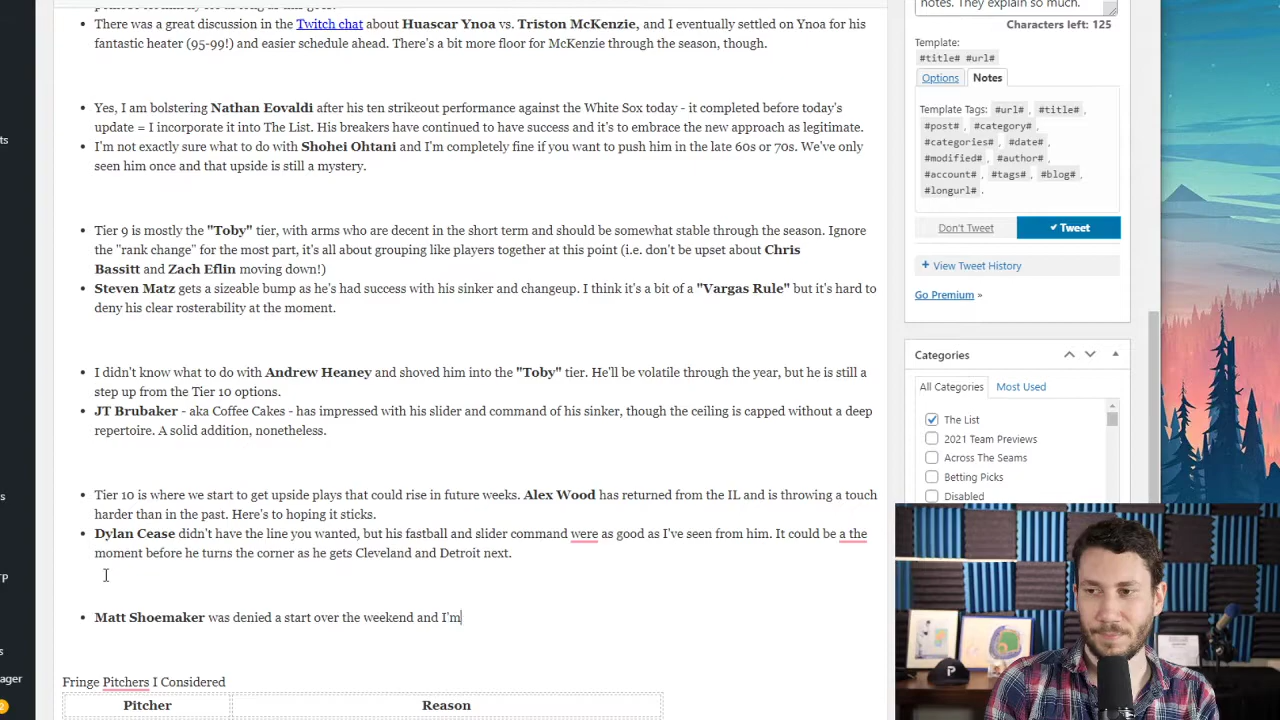 notes. They explain so much.
There was a great discussion in the Twitch chat about Huascar Ynoa vs. Triston McKenzie, and I eventually settled on Ynoa for his
fantastic heater (95-99!) and easier schedule ahead. There's a bit more floor for McKenzie through the season, though.
Yes, I am bolstering Nathan Eovaldi after his ten strikeout performance against the White Sox today - it completed before today's
update = I incorporate it into The List. His breakers have continued to have success and it's to embrace the new approach as legitimate.
I'm not exactly sure what to do with Shohei Ohtani and I'm completely fine if you want to push him in the late 60s or 70s. We've only
seen him once and that upside is still a mystery.
Tier 9 is mostly the "Toby" tier, with arms who are decent in the short term and should be somewhat stable through the season. Ignore
the "rank change" for the most part, it's all about grouping like players together at this point (i.e. don't be upset about Chris
Bassitt and Zach Eflin moving down!)
Steven Matz gets a sizeable bump as he's had success with his sinker and changeup. I think it's a bit of a "Vargas Rule" but it's hard to
deny his clear rosterability at the moment.
I didn't know what to do with Andrew Heaney and shoved him into the "Toby" tier. He'll be volatile through the year, but he is still a
step up from the Tier 10 options.
JT Brubaker - aka Coffee Cakes - has impressed with his slider and command of his sinker, though the ceiling is capped without a deep
repertoire. A solid addition, nonetheless.
Tier 10 is where we start to get upside plays that could rise in future weeks. Alex Wood has returned from the IL and is throwing a touch
harder than in the past. Here's to hoping it sticks.
Dylan Cease didn't have the line you wanted, but his fastball and slider command were as good as I've seen from him. It could be a the
moment before he turns the corner as he gets Cleveland and Detroit next.
Matt Shoemaker was denied a start over the weekend and I'm
Fringe Pitchers I Considered
Pitcher Reason
Characters left: 125
Template:
#title# #url#
Options Notes
Template Tags: #url# , #title# ,
#post# , #category# ,
#categories# , #date# ,
#modified# , #author# ,
#account# , #tags# , #blog# ,
#longurl# .
Don't Tweet Tweet
+ View Tweet History
Go Premium »
Categories
All Categories Most Used
The List
2021 Team Previews
Across The Seams
Betting Picks
Disabled